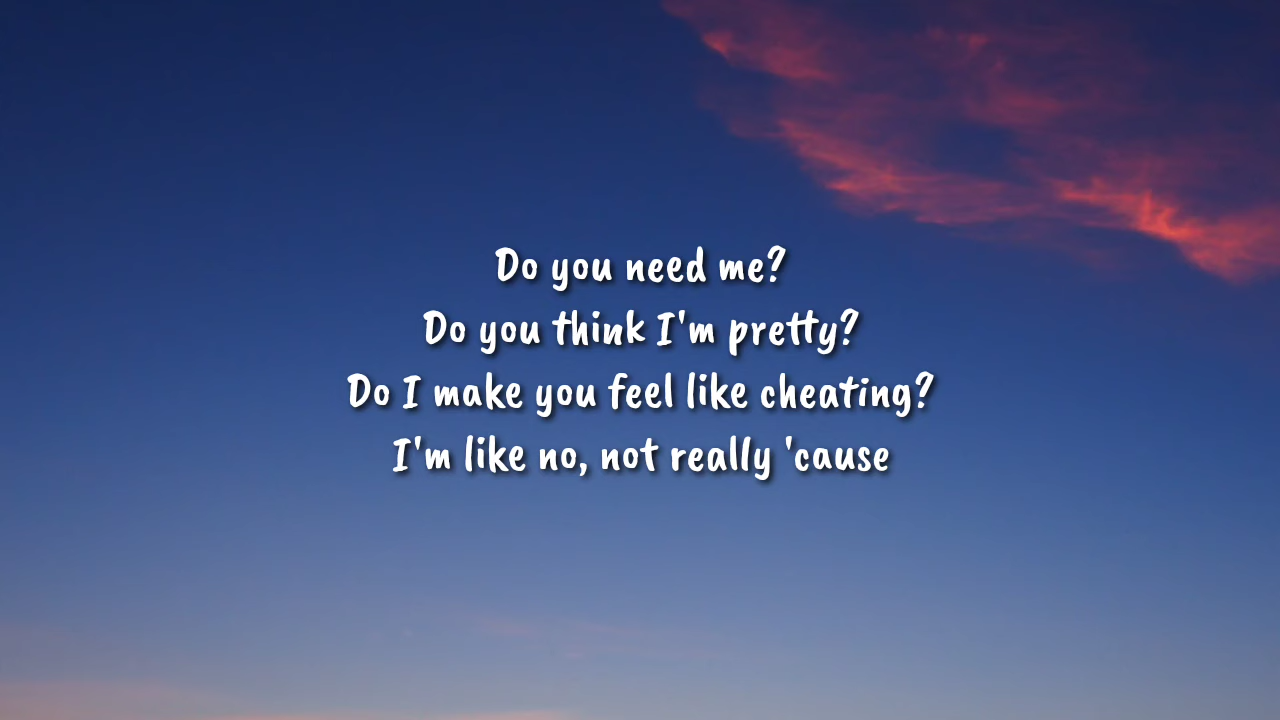 Do you need me?
Do you think I'm pretty?
Do I make you feel like cheating?
I'm like no, not really 'cause